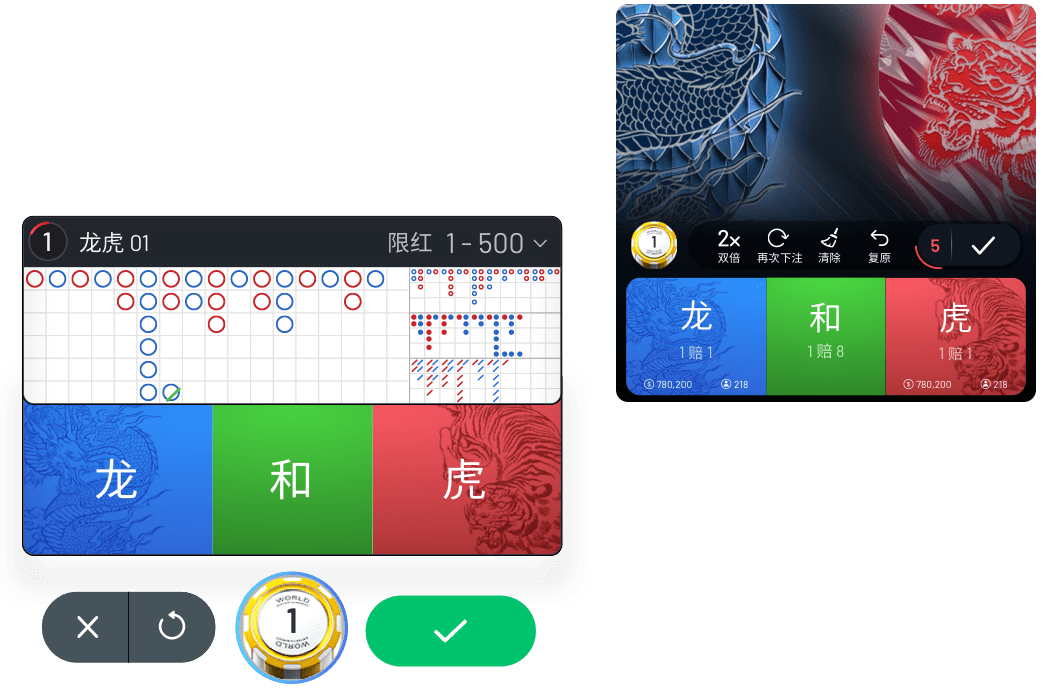 1 龙虎 01 限红 1 - 500
龙 和 虎
WORLD
1
WORLD
1 2x 双倍 再次下注 清除 复原 5
龙 和 虎
1 赔 1 1 赔 8 1 赔 1
780,200 218 780,200 218